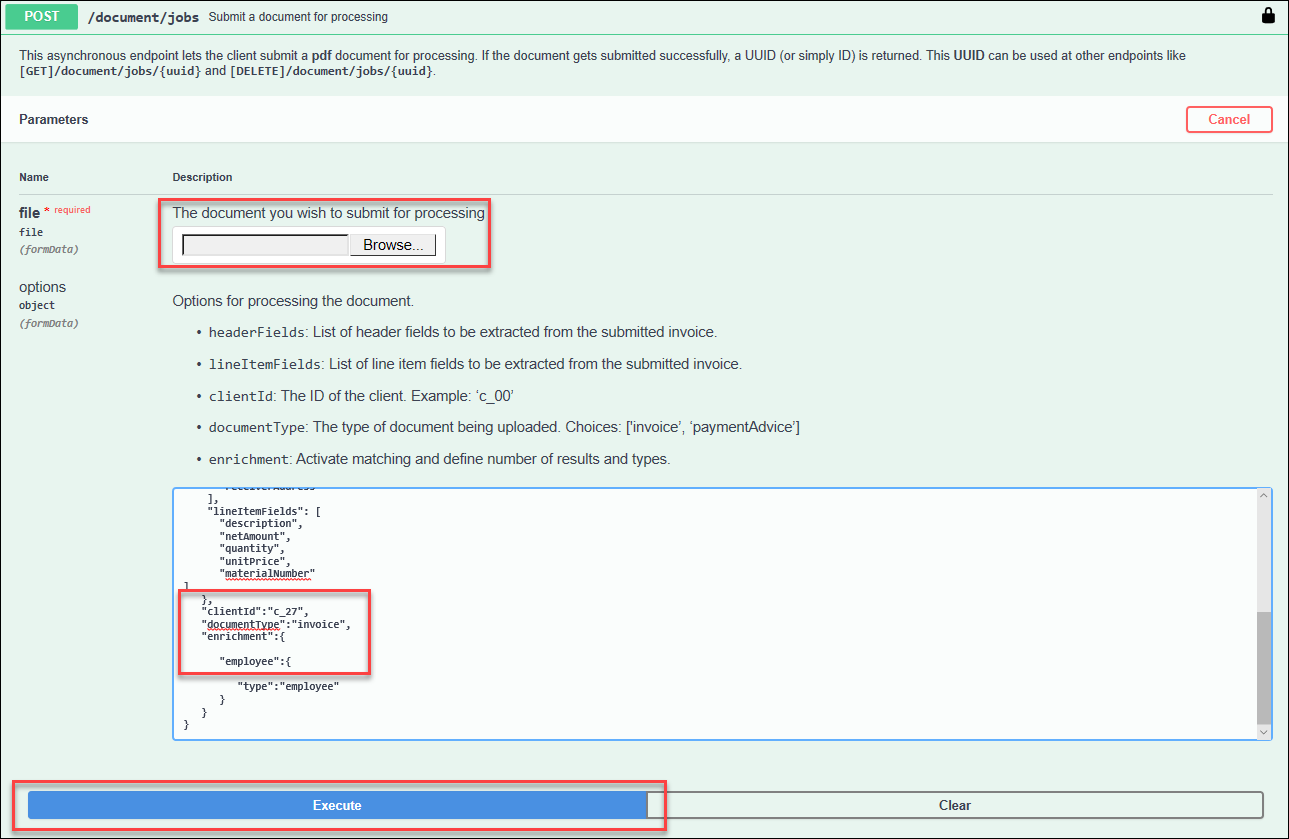 POST /document/jobs Submit a document for processing
This asynchronous endpoint lets the client submit a pdf document for processing. If the document gets submitted successfully, a UUID (or simply ID) is returned. This UUID can be used at other endpoints like
[GET]/document/jobs/{uuid} and [DELETE]/document/jobs/{uuid}.
Parameters
Cancel
Name Description
file * required
file
(formData)
The document you wish to submit for processing
Browse...
options
object
(formData)
Options for processing the document.
• headerFields: List of header fields to be extracted from the submitted invoice.
• lineItemFields: List of line item fields to be extracted from the submitted invoice.
• clientId: The ID of the client. Example: ‘c_00’
• documentType: The type of document being uploaded. Choices: ['invoice’, ‘paymentAdvice’]
• enrichment: Activate matching and define number of results and types.
],
"lineItemFields": [
"description",
"netAmount",
"quantity",
"unitPrice",
"materialNumber"
]
},
"clientId":"c_27",
"documentType":"invoice",
"enrichment":{
"employee":{
"type":"employee"
}
}
}
Execute Clear